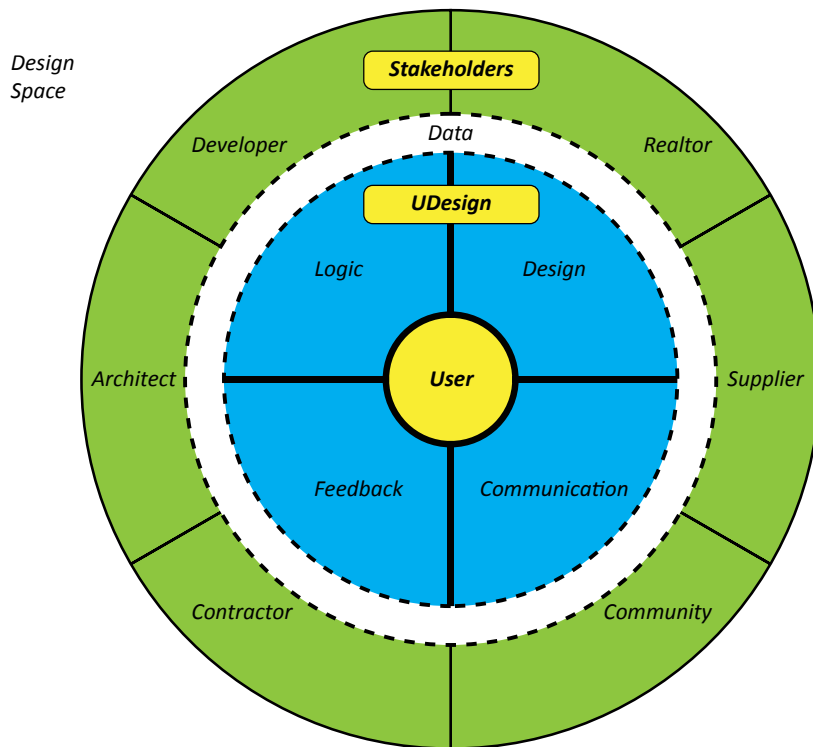 Design
Space
Stakeholders
Developer
Data
Realtor
UDesign
Logic
Design
Architect
User
Supplier
Feedback
Communication
Contractor
Community